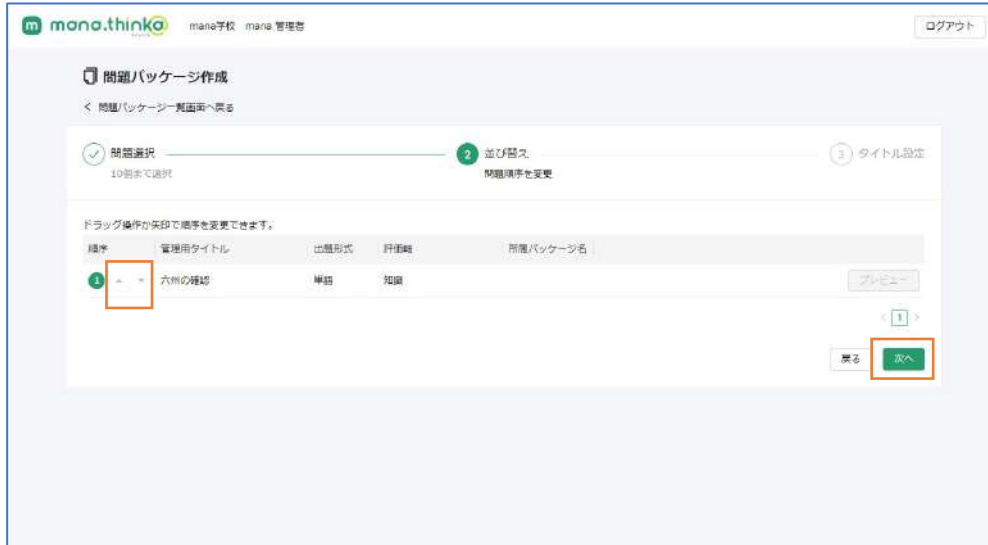 mana.thinka mana学校 mana 管理者 ログアウト
問題パッケージ作成
< 問題パッケージ一覧画面へ戻る
問題選択 2 並び替え 3 タイトル設定
10個まで選択 問題順序を変更
ドラッグ操作か矢印で順序を変更できます。
順序 管理用タイトル 出題形式 評価軸 所属パッケージ名
1 六州の確認 単語 知識 プレビュー
< 1 >
戻る 次へ